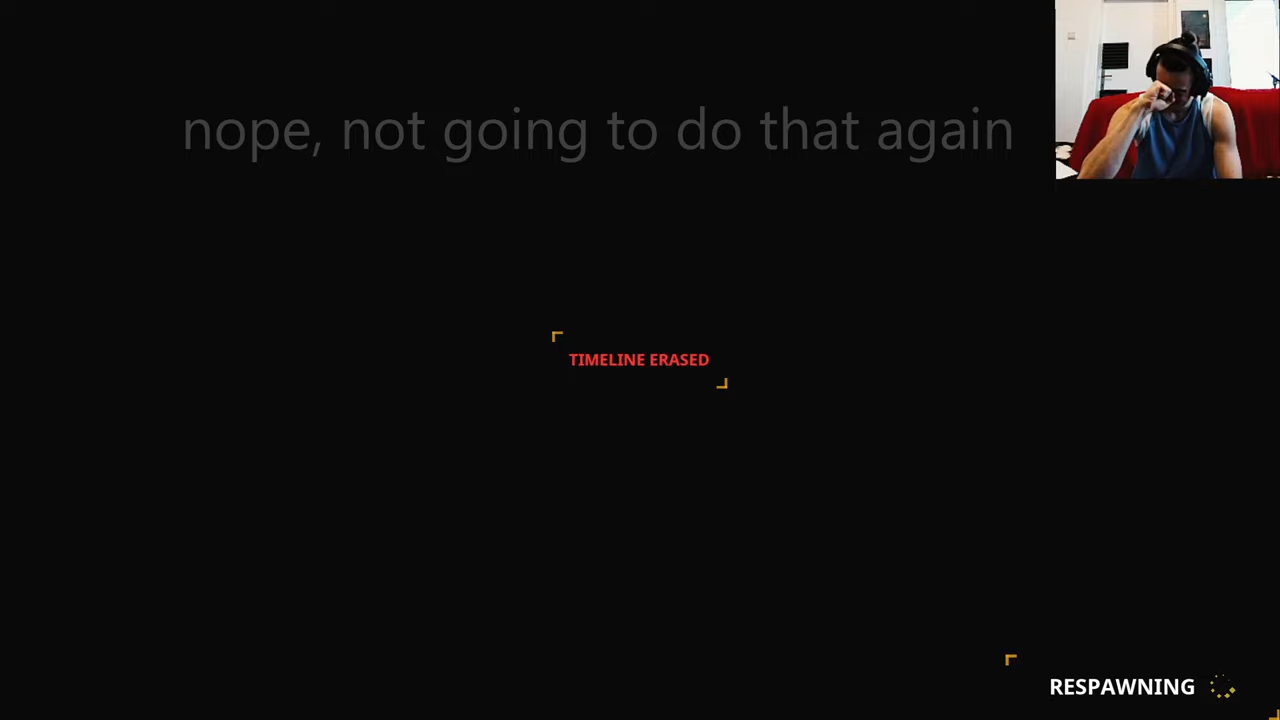 nope, not going to do that again
TIMELINE ERASED
RESPAWNING